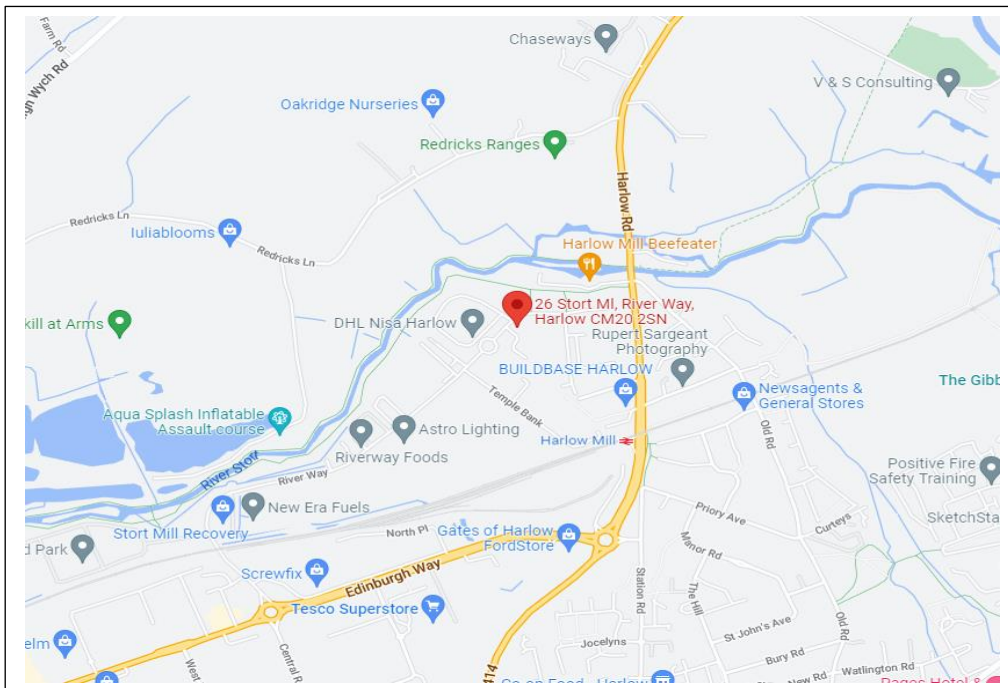 Farm Rd
gh Wych Rd
Chaseways
V & S Consulting
Oakridge Nurseries
Redricks Ranges
Harlow Rd
Redricks Ln
Iuliablooms
Redricks Ln
Harlow Mill Beefeater
26 Stort Ml, River Way,
Harlow CM20 2SN
kill at Arms
DHL Nisa Harlow
Rupert Sargeant
Photography
BUILDBASE HARLOW
The Gibb
Newsagents &
General Stores
Temple Bank
Aqua Splash Inflatable
Assault course
Astro Lighting
Old Rd
Harlow Mill
Riverway Foods
River Stort
River Way
Positive Fire
Safety Training
New Era Fuels
Stort Mill Recovery
North Pl
Gates of Harlow
FordStore
Priory Ave
Curteys
SketchSta
d Park
Manor Rd
Screwfix
Edinburgh Way
Tesco Superstore
Station Rd
The Hill
St John's Ave
Old Rd
elm
West
Central R
Jocelyns
Bury Rd
Watlington Rd
414
Co-op Food - Harlow
New Rd
Pages Hotel &